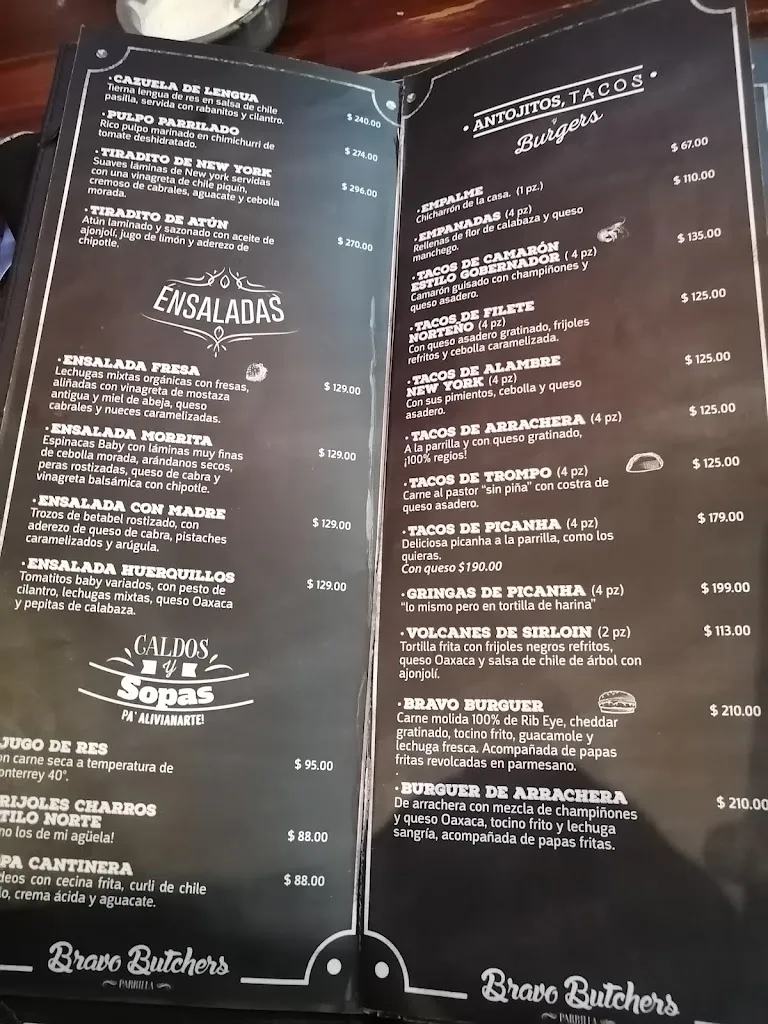 · CAZUELA DE LENGUA
Tierna lengua de res en salsa de chile
pasilla, servida con rabanitos y cilantro.
$ 240.00
· PULPO PARRILADO
Rico pulpo marinado en chimichurri de
tomate deshidratado.
$ 274.00
· TIRADITO DE NEW YORK
Suaves láminas de New york servidas
con una vinagreta de chile piquín,
cremoso de cabrales, aguacate y cebolla
morada.
$ 296.00
· TIRADITO DE ATÚN
Atún laminado y sazonado con aceite de
ajonjolí, jugo de limón y aderezo de
chipotle.
$ 270.00
ENSALADAS
· ENSALADA FRESA
Lechugas mixtas orgánicas con fresas,
aliñadas con vinagreta de mostaza
antigua y miel de abeja, queso
cabrales y nueces caramelizadas.
$ 129.00
· ENSALADA MORRITA
Espinacas Baby con láminas muy finas
de cebolla morada, arándanos secos,
peras rostizadas, queso de cabra y
vinagreta balsámica con chipotle.
$ 129.00
· ENSALADA CON MADRE
Trozos de betabel rostizado, con
aderezo de queso de cabra, pistaches
caramelizados y arúgula.
$ 129.00
· ENSALADA HUERQUILLOS
Tomatitos baby variados, con pesto de
cilantro, lechugas mixtas, queso Oaxaca
y pepitas de calabaza.
$ 129.00
CALDOS
Y
Sopas
PA' ALIVIANARTE!
JUGO DE RES
on carne seca a temperatura de
onterrey 40°.
$ 95.00
RIJOLES CHARROS
TILO NORTE
mo los de mi agüela!
$ 88.00
PA CANTINERA
deos con cecina frita, curli de chile
lo, crema ácida y aguacate.
$ 88.00
Bravo Butchers
PARRILLA
· ANTOJITOS, TACOS ·
y
Burgers
· EMPALME
Chicharrón de la casa. (1 pz.)
$ 67.00
· EMPANADAS (4 pz)
Rellenas de flor de calabaza y queso
manchego.
$ 110.00
· TACOS DE CAMARÓN
ESTILO GOBERNADOR ( 4 pz)
Camarón guisado con champiñones y
queso asadero.
$ 135.00
· TACOS DE FILETE
NORTEÑO (4 pz)
Con queso asadero gratinado, frijoles
refritos y cebolla caramelizada.
$ 125.00
· TACOS DE ALAMBRE
NEW YORK (4 pz)
Con sus pimientos, cebolla y queso
asadero.
$ 125.00
· TACOS DE ARRACHERA (4 pz)
A la parrilla y con queso gratinado,
¡100% regios!
$ 125.00
· TACOS DE TROMPO (4 pz)
Carne al pastor "sin piña" con costra de
queso asadero.
$ 125.00
· TACOS DE PICANHA (4 pz)
Deliciosa picanha a la parrilla, como los
quieras.
Con queso $190.00
$ 179.00
· GRINGAS DE PICANHA (4 pz)
"lo mismo pero en tortilla de harina"
$ 199.00
· VOLCANES DE SIRLOIN (2 pz)
Tortilla frita con frijoles negros refritos,
queso Oaxaca y salsa de chile de árbol con
ajonjolí.
$ 113.00
· BRAVO BURGUER
Carne molida 100% de Rib Eye, cheddar
gratinado, tocino frito, guacamole y
lechuga fresca. Acompañada de papas
fritas revolcadas en parmesano.
$ 210.00
· BURGUER DE ARRACHERA
De arrachera con mezcla de champiñones
y queso Oaxaca, tocino frito y lechuga
sangría, acompañada de papas fritas.
$ 210.00
Bravo Butchers
PARRILLA